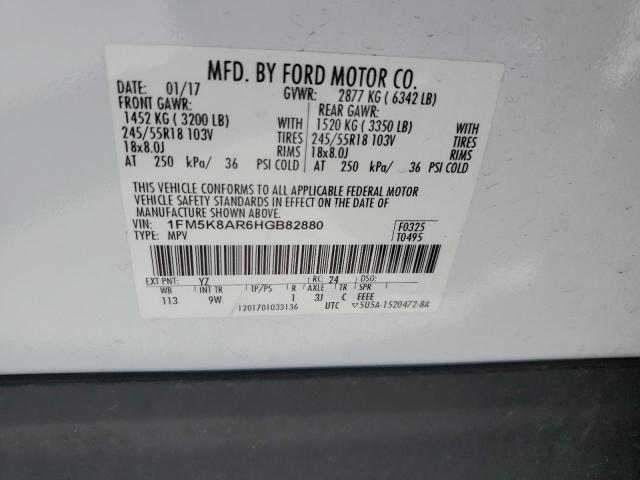 MFD. BY FORD MOTOR CO.
DATE: 01/17 GVWR: 2877 KG ( 6342 LB)
FRONT GAWR: REAR GAWR:
1452 KG ( 3200 LB) WITH 1520 KG ( 3350 LB) WITH
245/55R18 103V TIRES 245/55R18 103V TIRES
18x8.0J RIMS 18x8.0J RIMS
AT 250 kPa/ 36 PSI COLD AT 250 kPa/ 36 PSI COLD
THIS VEHICLE CONFORMS TO ALL APPLICABLE FEDERAL MOTOR
VEHICLE SAFETY STANDARDS IN EFFECT ON THE DATE OF
MANUFACTURE SHOWN ABOVE.
VIN: 1FM5K8AR6HGB82880 F0325
TYPE: MPV T0495
EXT PNT: YZ RC: 24 DSO:
WB INT TR TP/PS R AXLE TR SPR
113 9W 1 3J C EEEE
1201701033136 UTC ▽5U5A-1520472-BA